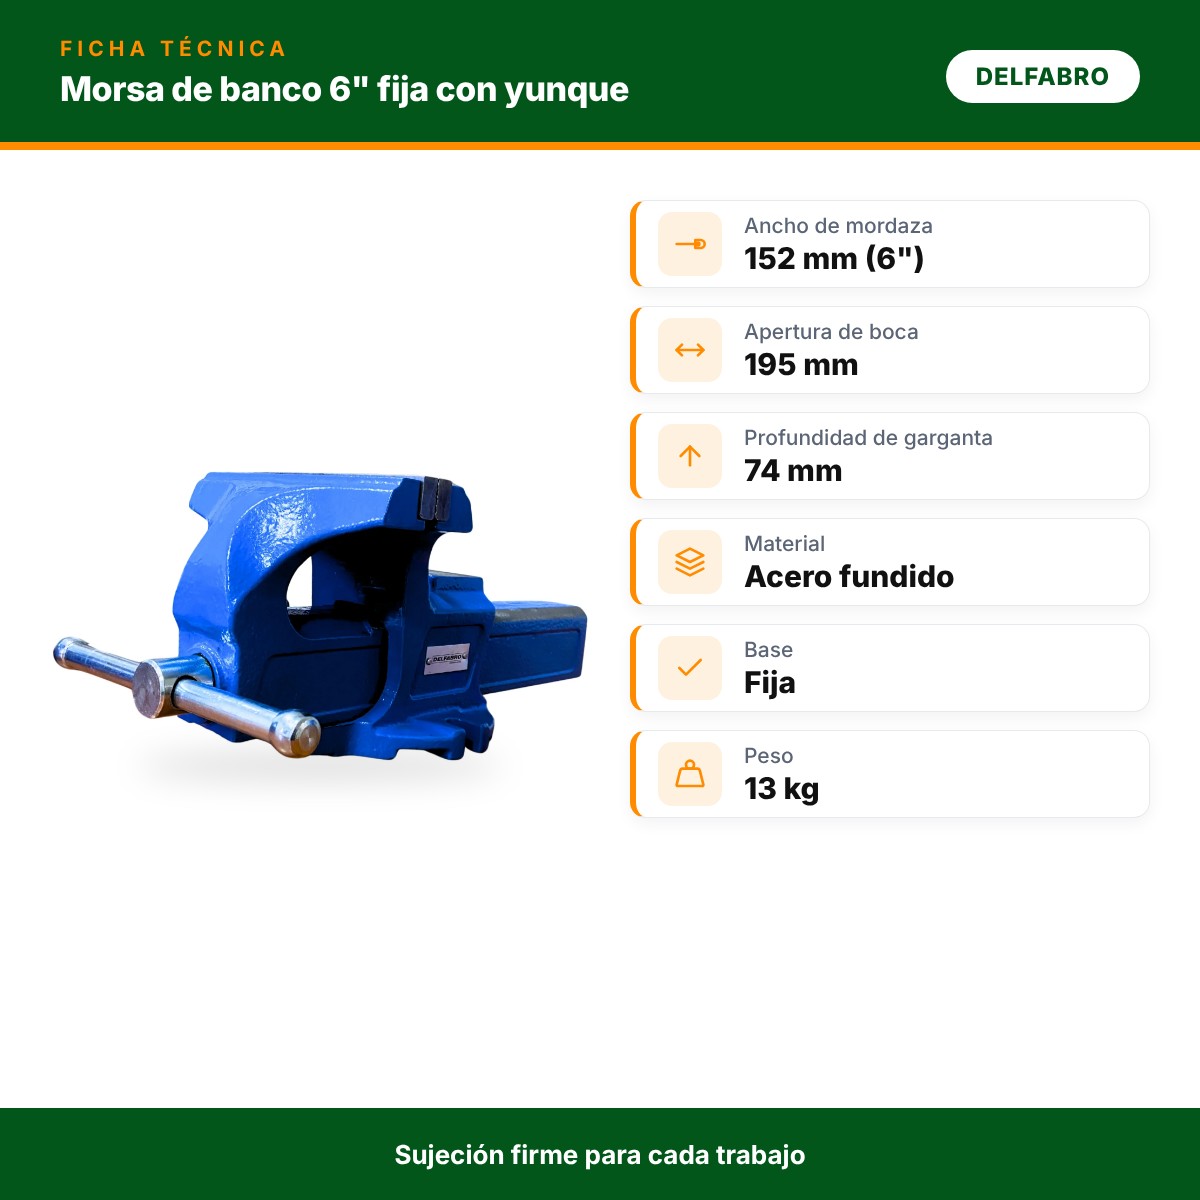 FICHA TÉCNICA
Morsa de banco 6" fija con yunque
DELFABRO
Ancho de mordaza
152 mm (6")
Apertura de boca
195 mm
Profundidad de garganta
74 mm
Material
Acero fundido
Base
Fija
Peso
13 kg
DELFABRO
Sujeción firme para cada trabajo